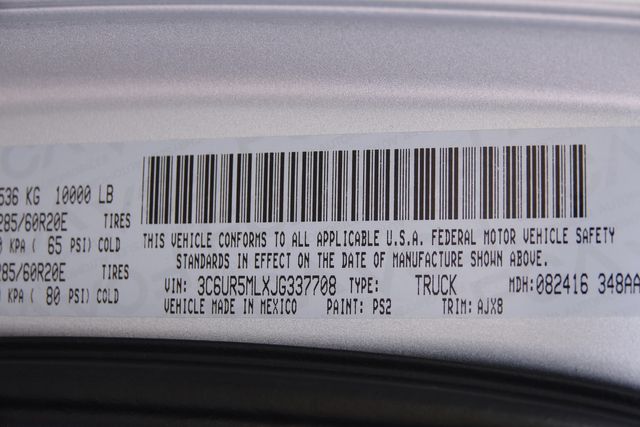 536 KG 10000 LB
285/60R20E TIRES
KPA ( 65 PSI) COLD
285/60R20E TIRES
KPA ( 80 PSI) COLD
THIS VEHICLE CONFORMS TO ALL APPLICABLE U.S.A. FEDERAL MOTOR VEHICLE SAFETY
STANDARDS IN EFFECT ON THE DATE OF MANUFACTURE SHOWN ABOVE.
VIN: 3C6UR5MLXJG337708 TYPE: TRUCK MDH:082416 348AA
VEHICLE MADE IN MEXICO PAINT: PS2 TRIM: AJX8